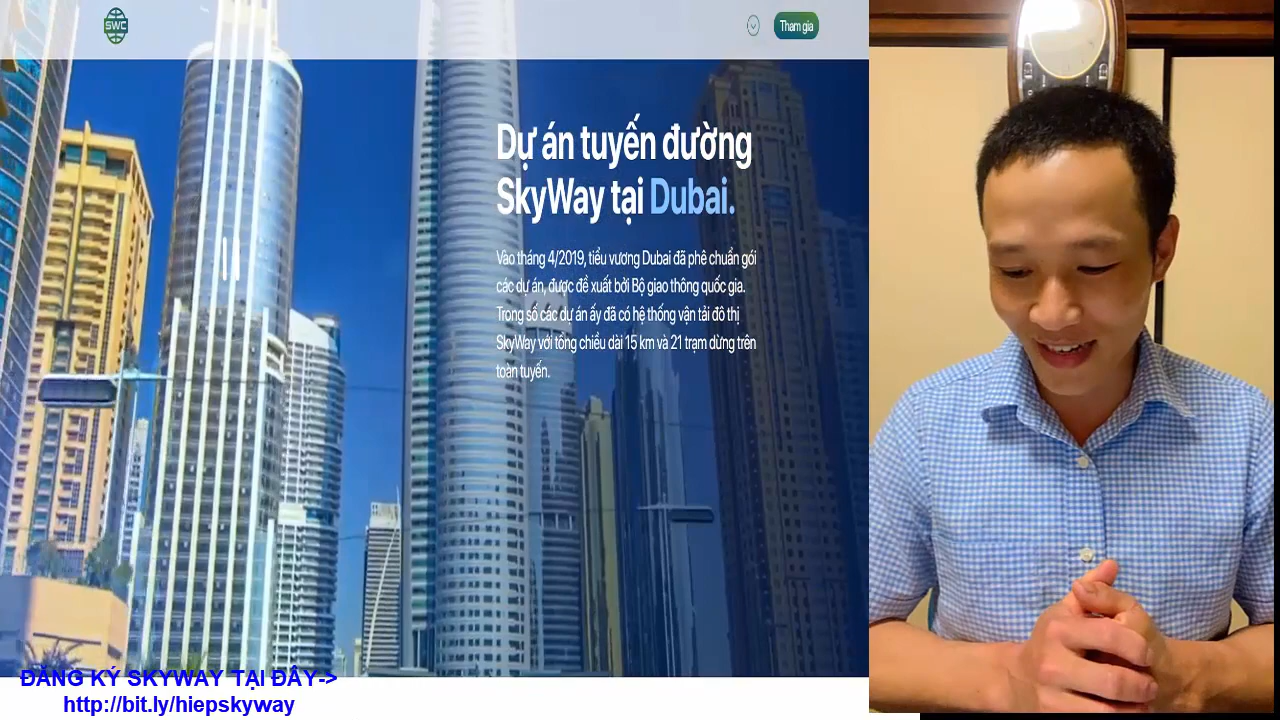 SWC
Tham gia
Dự án tuyến đường
SkyWay tại Dubai.
Vào tháng 4/2019, tiểu vương Dubai đã phê chuẩn gói
các dự án, được đề xuất bởi Bộ giao thông quốc gia.
Trong số các dự án ấy đã có hệ thống vận tải đô thị
SkyWay với tổng chiều dài 15 km và 21 trạm dừng trên
toàn tuyến.
ĐĂNG KÝ SKYWAY TẠI ĐÂY->
http://bit.ly/hiepskyway